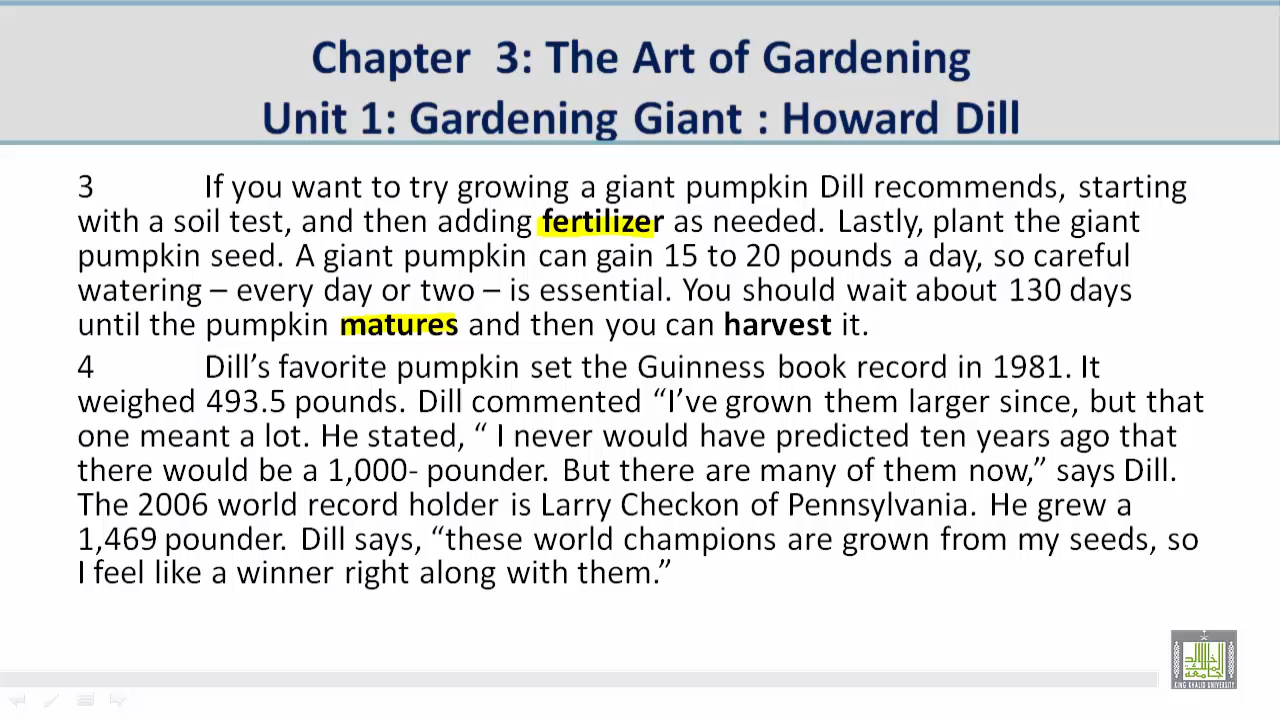 Chapter 3: The Art of Gardening
Unit 1: Gardening Giant : Howard Dill
3 If you want to try growing a giant pumpkin Dill recommends, starting
with a soil test, and then adding fertilizer as needed. Lastly, plant the giant
pumpkin seed. A giant pumpkin can gain 15 to 20 pounds a day, so careful
watering – every day or two – is essential. You should wait about 130 days
until the pumpkin matures and then you can harvest it.
4 Dill’s favorite pumpkin set the Guinness book record in 1981. It
weighed 493.5 pounds. Dill commented “I’ve grown them larger since, but that
one meant a lot. He stated, “ I never would have predicted ten years ago that
there would be a 1,000- pounder. But there are many of them now,” says Dill.
The 2006 world record holder is Larry Checkon of Pennsylvania. He grew a
1,469 pounder. Dill says, “these world champions are grown from my seeds, so
I feel like a winner right along with them.”
KING KHALID UNIVERSITY